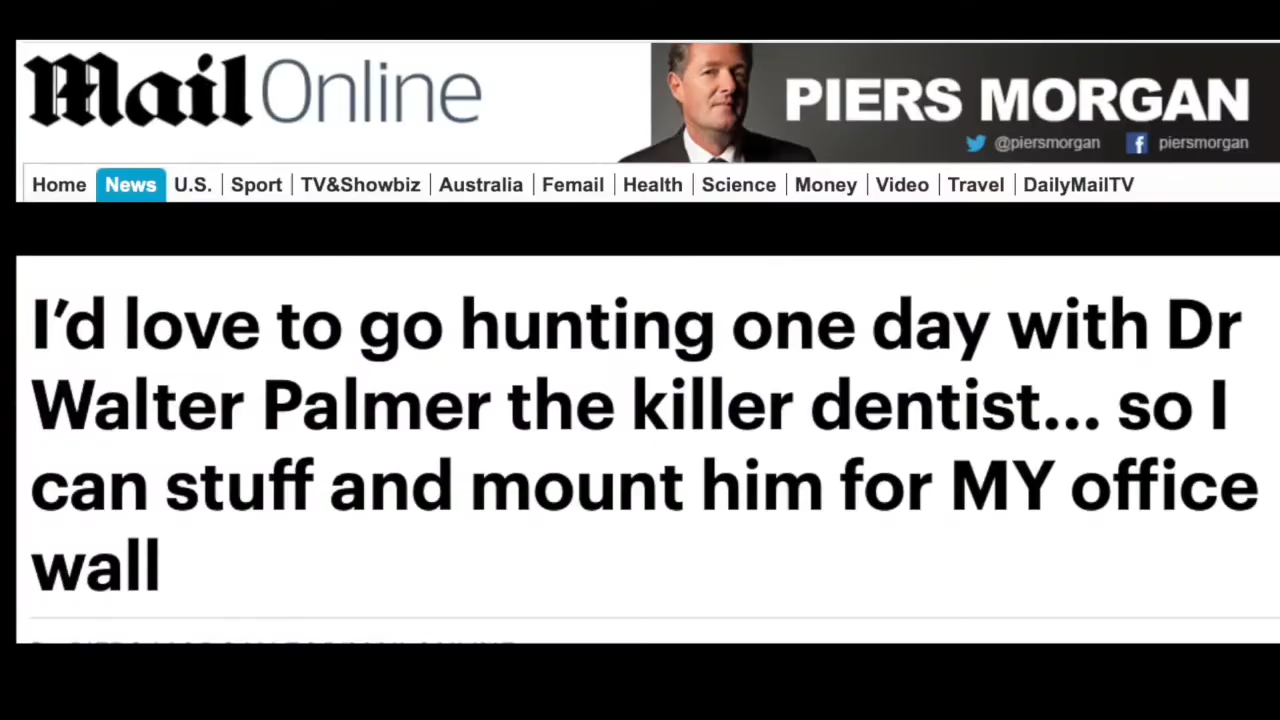 Mail Online
PIERS MORGAN
@piersmorgan piersmorgan
Home News U.S. Sport TV&Showbiz Australia Femail Health Science Money Video Travel DailyMailTV
I’d love to go hunting one day with Dr
Walter Palmer the killer dentist... so I
can stuff and mount him for MY office
wall